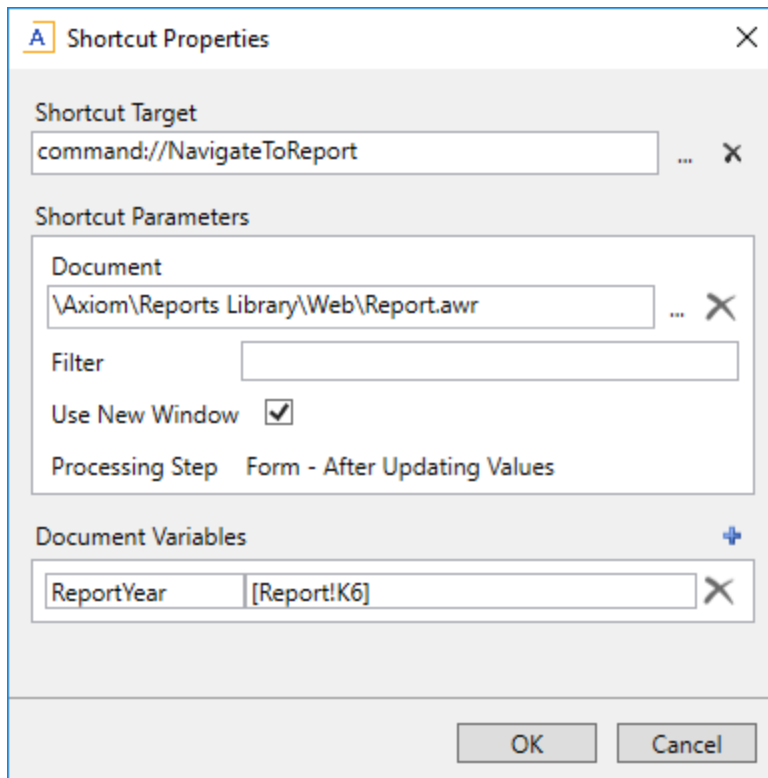 A Shortcut Properties
Shortcut Target
command://NavigateToReport
...
Shortcut Parameters
Document
\Axiom\Reports Library\Web\Report.awr
...
Filter
Use New Window
Processing Step Form - After Updating Values
Document Variables
ReportYear [Report!K6]
OK Cancel